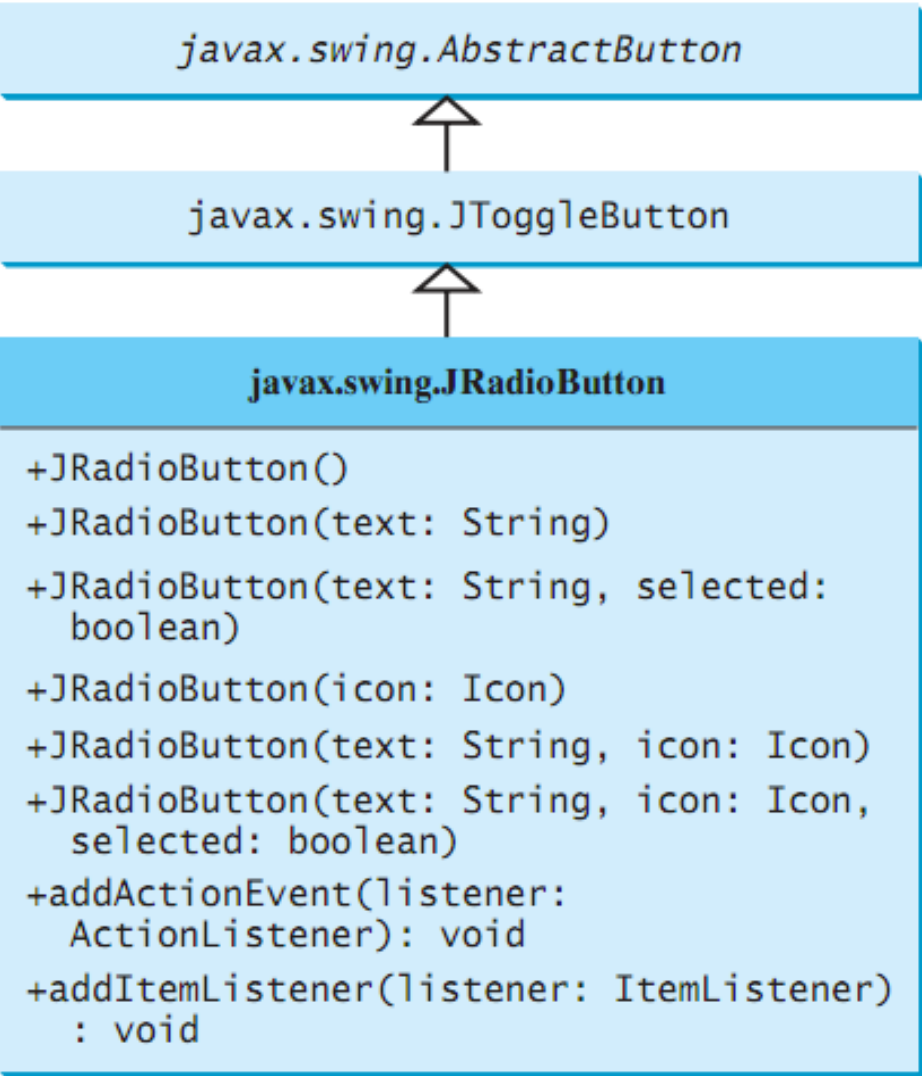 javax.swing.AbstractButton
javax.swing.JToggleButton
javax.swing.JRadioButton
+JRadioButton()
+JRadioButton(text: String)
+JRadioButton(text: String, selected:
boolean)
+JRadioButton(icon: Icon)
+JRadioButton(text: String, icon: Icon)
+JRadioButton(text: String, icon: Icon,
selected: boolean)
+addActionEvent(listener:
ActionListener): void
+addItemListener(listener: ItemListener)
: void